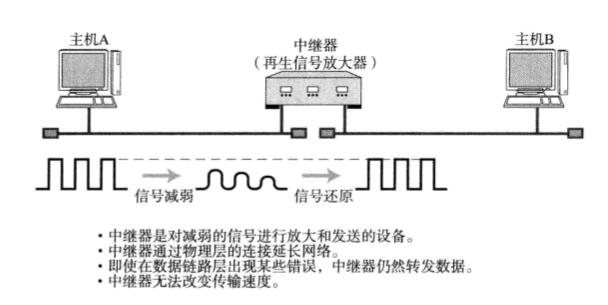 主机A
中继器
（再生信号放大器）
主机B
信号减弱
信号还原
·中继器是对减弱的信号进行放大和发送的设备。
·中继器通过物理层的连接延长网络。
·即使在数据链路层出现某些错误，中继器仍然转发数据。
·中继器无法改变传输速度。